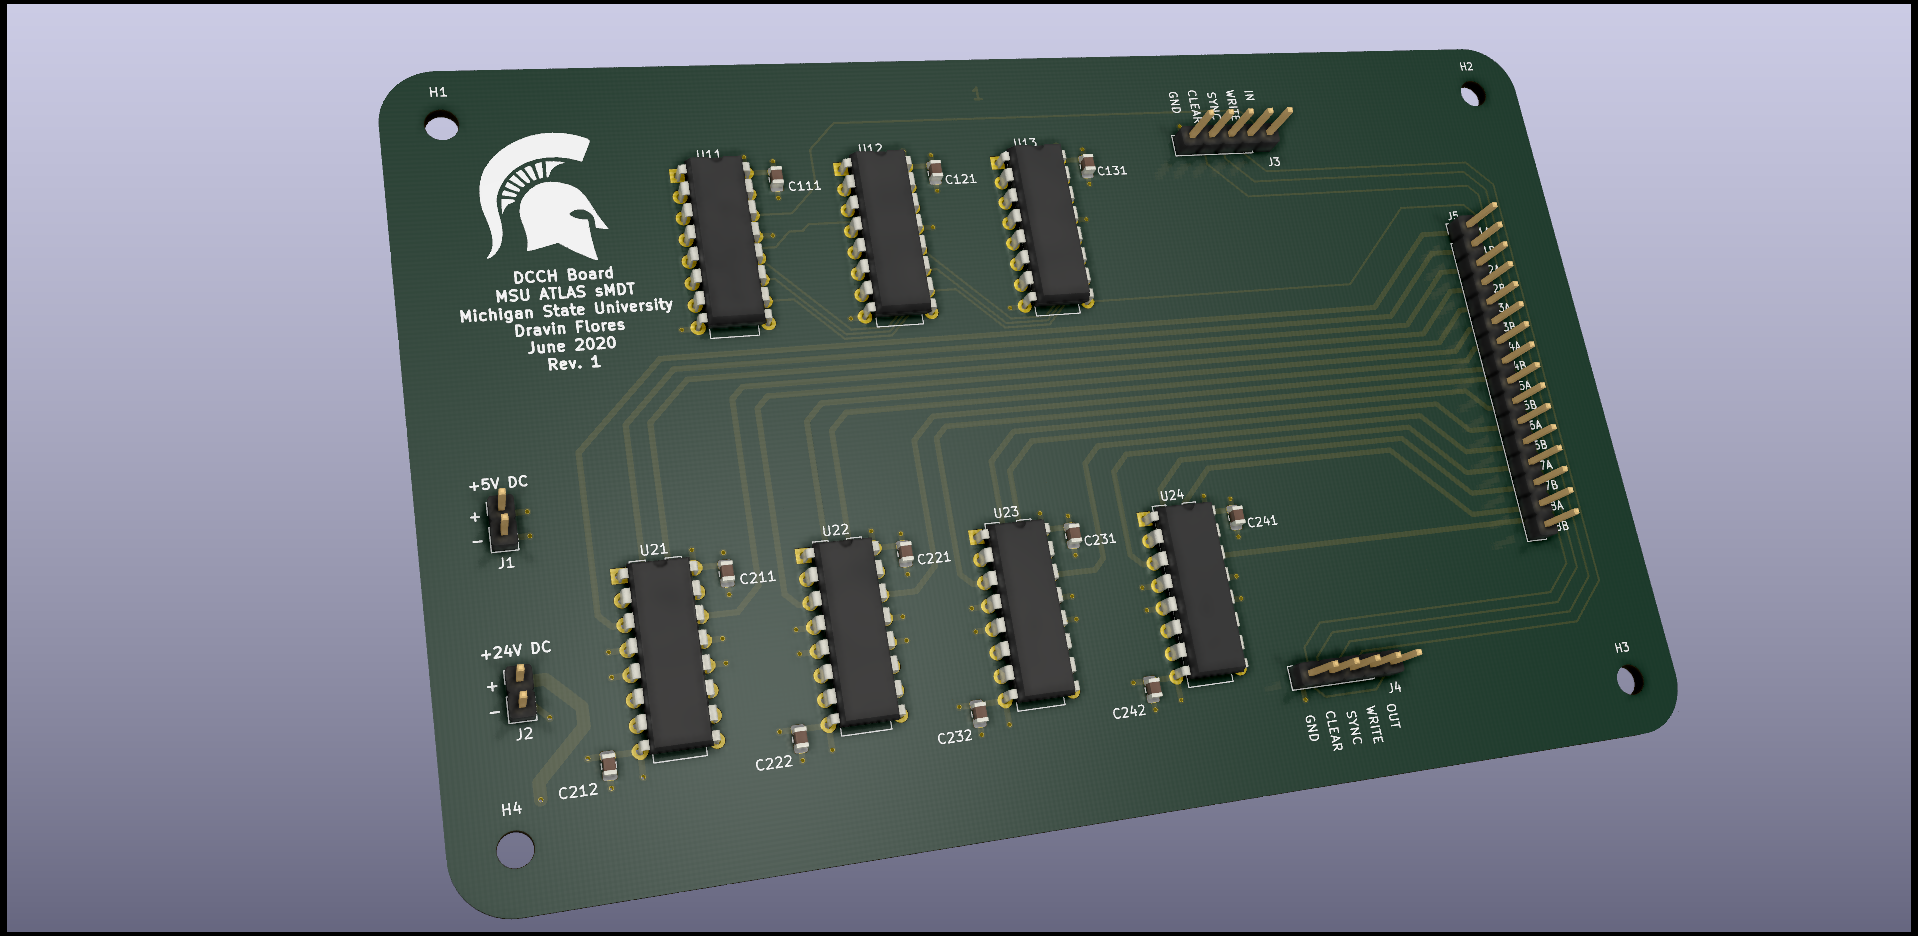 H1
1
H2
GND
CLEAR
SYNC
WRITE
IN
J3
U11
U12
U13
C111
C121
C131
DCCH Board
MSU ATLAS sMDT
Michigan State University
Dravin Flores
June 2020
Rev. 1
J5
1B
2A
2B
3A
3B
4A
4B
5A
5B
6A
6B
7A
7B
8A
8B
+5V DC
+
−
J1
U21
U22
U23
U24
C211
C221
C231
C241
+24V DC
+
−
J2
C212
C222
C232
C242
H3
J4
GND
CLEAR
SYNC
WRITE
OUT
H4